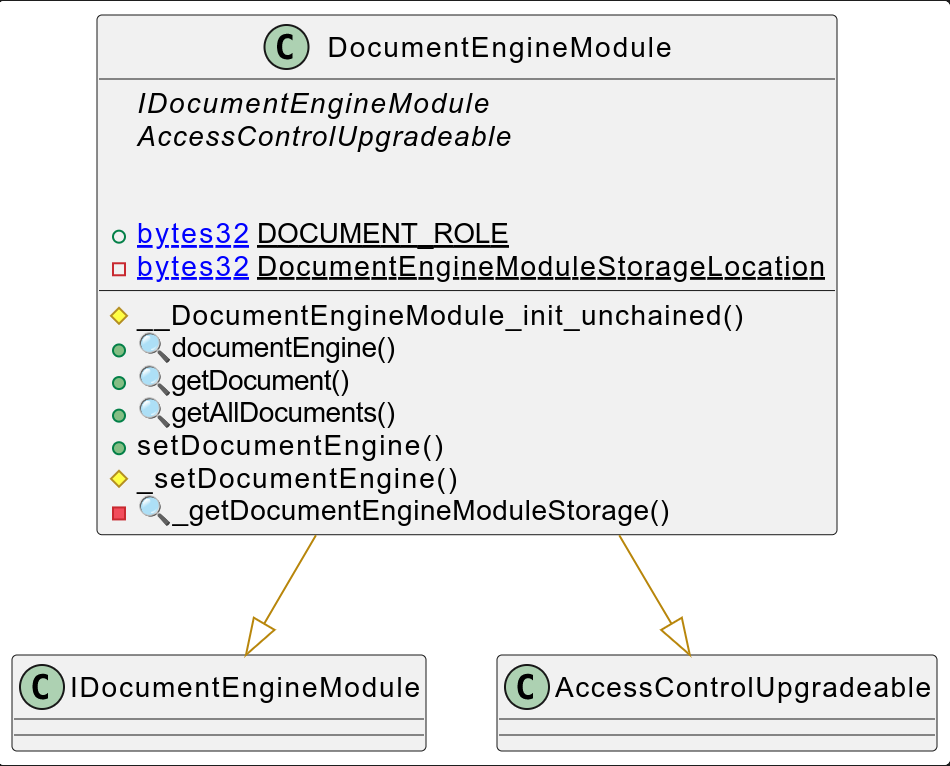 C DocumentEngineModule
IDocumentEngineModule
AccessControlUpgradeable
bytes32 DOCUMENT_ROLE
bytes32 DocumentEngineModuleStorageLocation
__DocumentEngineModule_init_unchained()
🔍documentEngine()
🔍getDocument()
🔍getAllDocuments()
setDocumentEngine()
_setDocumentEngine()
🔍_getDocumentEngineModuleStorage()
C IDocumentEngineModule
C AccessControlUpgradeable